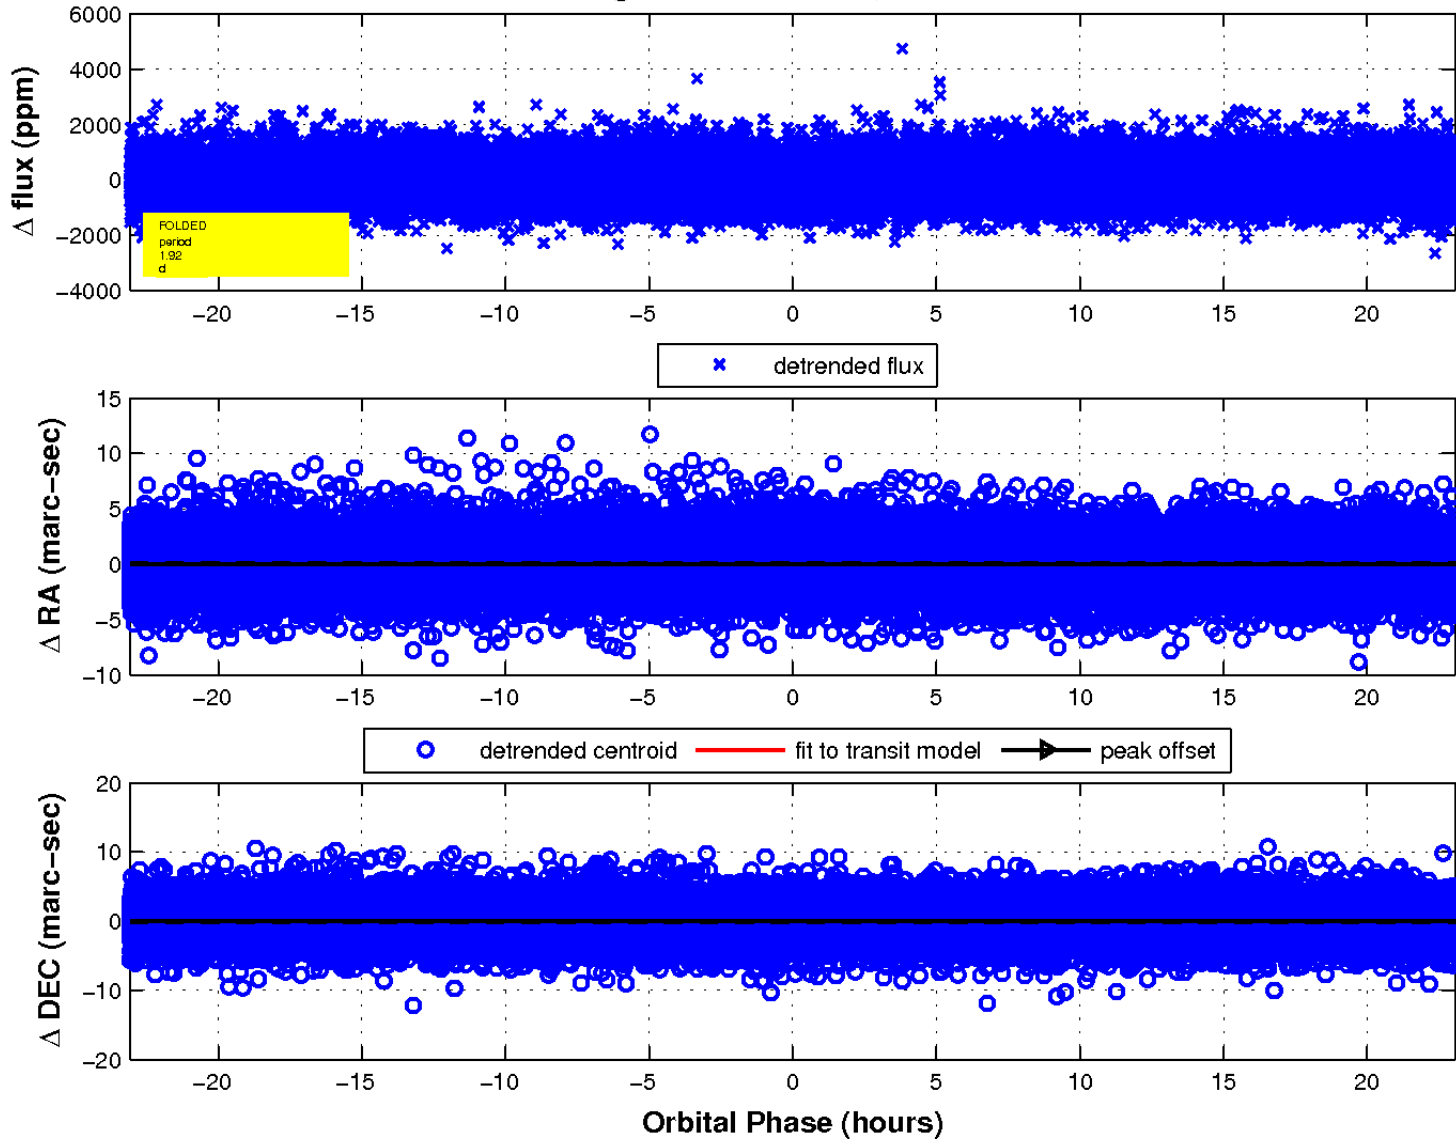 6000
4000
2000
0
−2000
−4000
Δ flux (ppm)
FOLDED
period
1.92
d
−20 −15 −10 −5 0 5 10 15 20
detrended flux
15
10
5
0
−5
−10
Δ RA (marc−sec)
−20 −15 −10 −5 0 5 10 15 20
detrended centroid fit to transit model peak offset
20
10
0
−10
−20
Δ DEC (marc−sec)
−20 −15 −10 −5 0 5 10 15 20
Orbital Phase (hours)